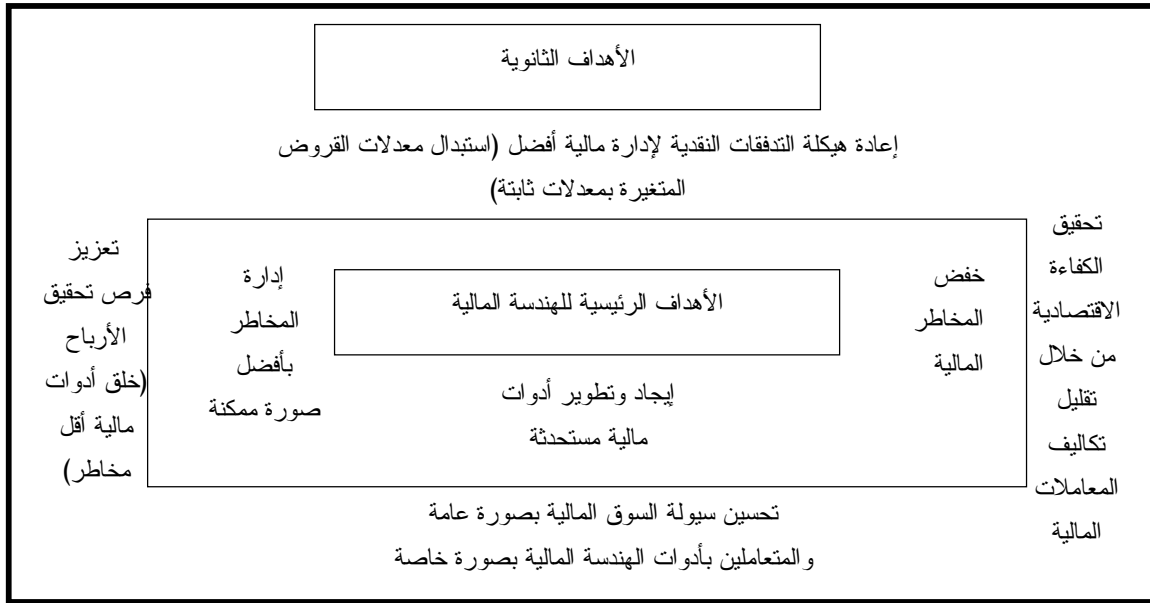 الأهداف الثانوية
إعادة هيكلة التدفقات النقدية لإدارة مالية أفضل (استبدال معدلات القروض
المتغيرة بمعدلات ثابتة)
تحقيق
الكفاءة
الاقتصادية
من خلال
تقليل
تكاليف
المعاملات
المالية
خفض
المخاطر
المالية
الأهداف الرئيسية للهندسة المالية
إيجاد وتطوير أدوات
مالية مستحدثة
إدارة
المخاطر
بأفضل
صورة ممكنة
تعزيز
فرص تحقيق
الأرباح
(خلق أدوات
مالية أقل
مخاطر)
تحسين سيولة السوق المالية بصورة عامة
والمتعاملين بأدوات الهندسة المالية بصورة خاصة